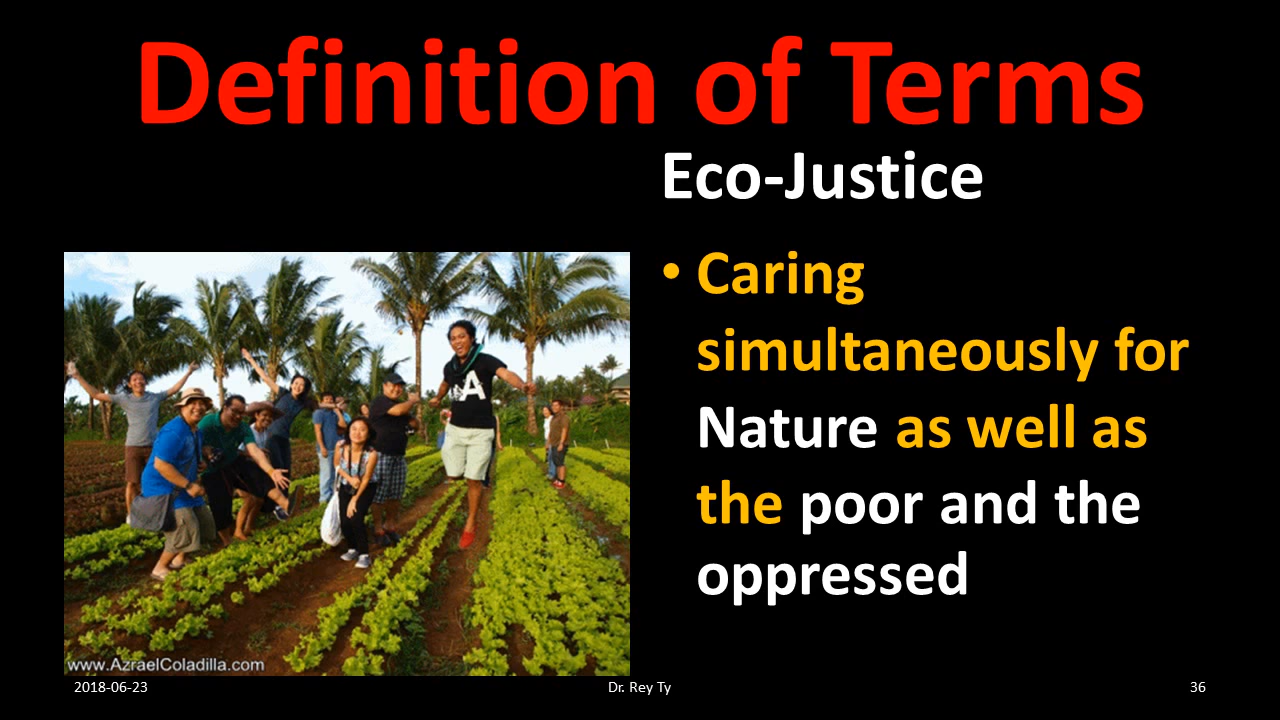 Definition of Terms
Eco-Justice
• Caring
simultaneously for
Nature as well as
the poor and the
oppressed
A
www.AzraelColadilla.com
2018-06-23
Dr. Rey Ty
36